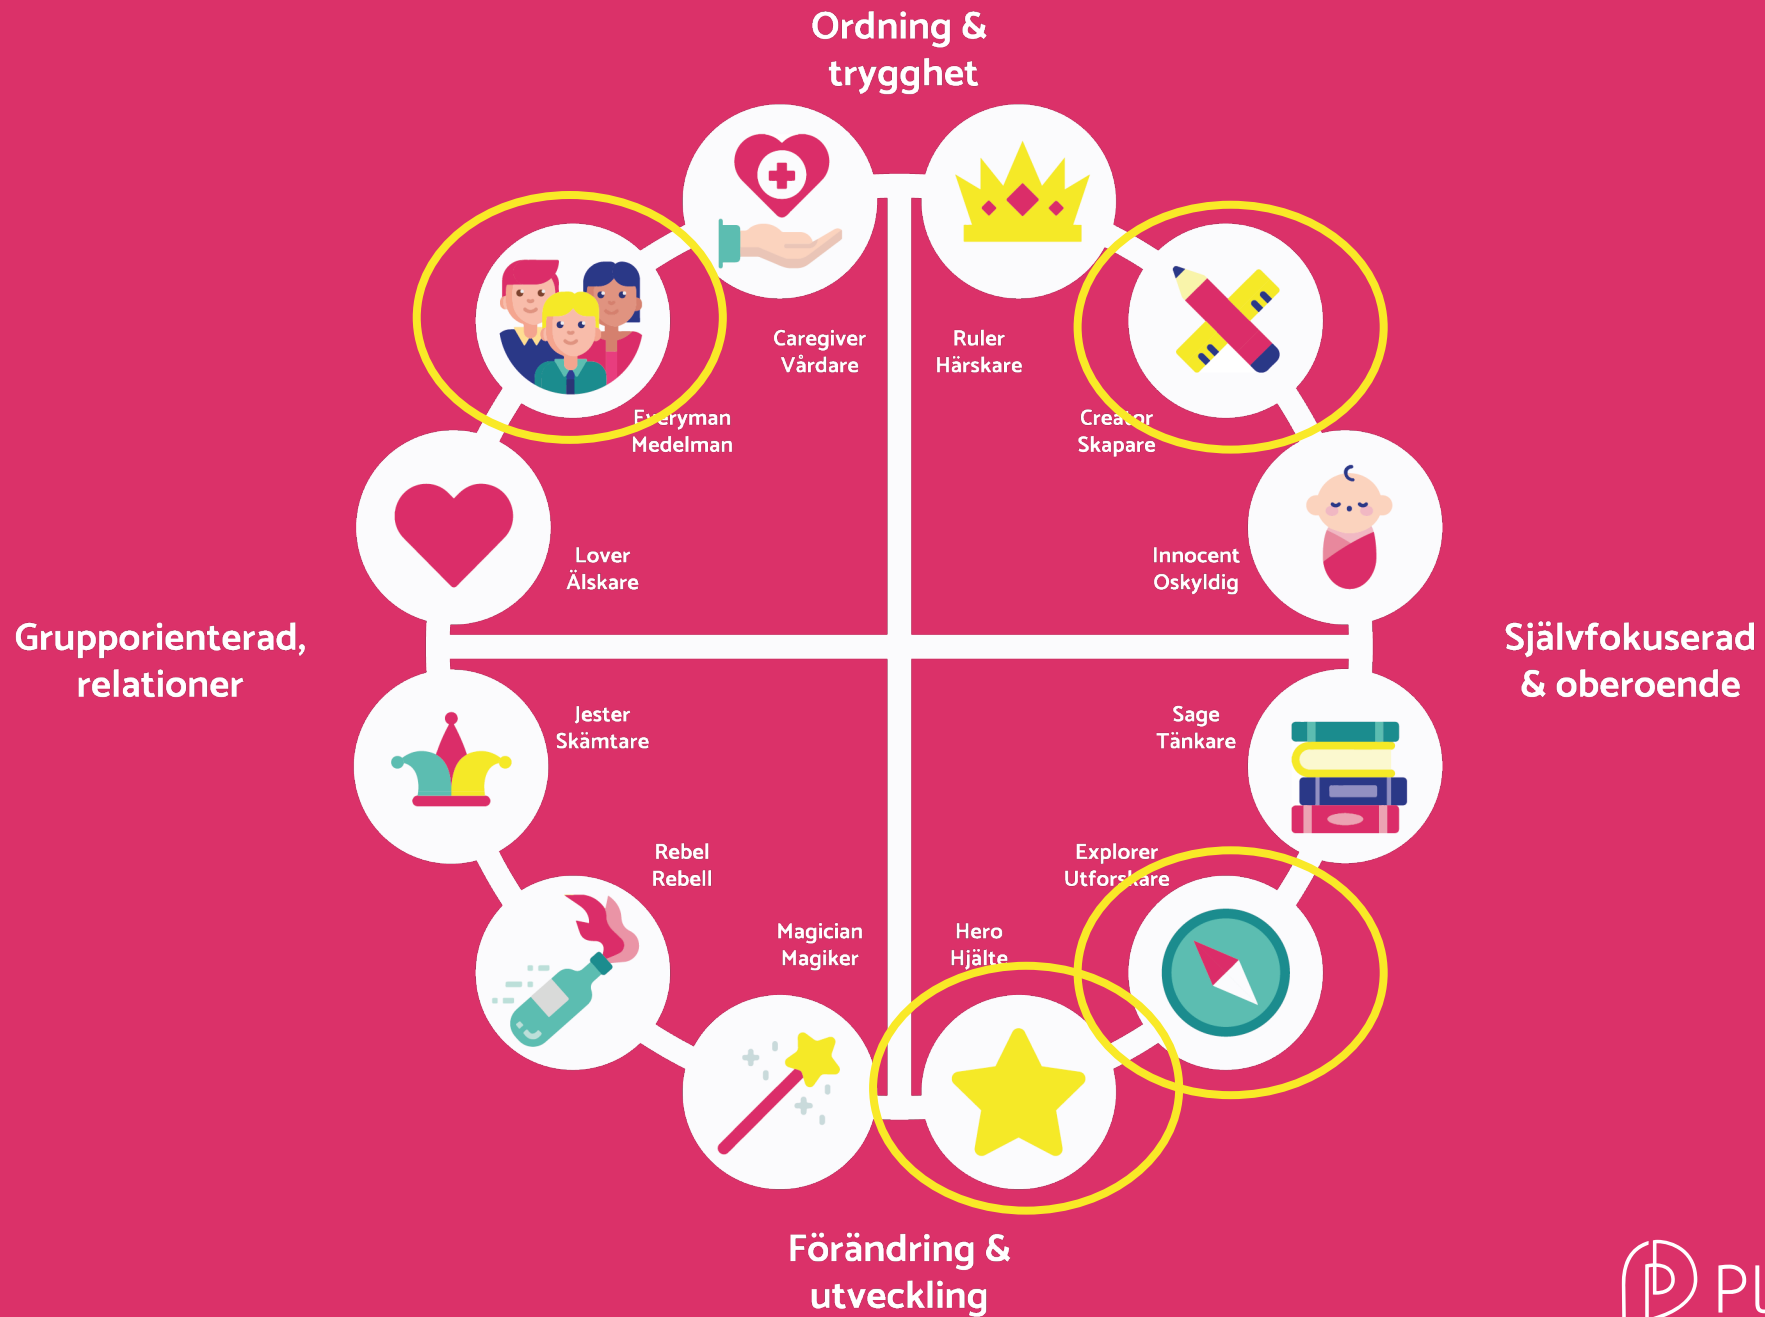 Ordning &
trygghet
Caregiver
Vårdare
Ruler
Härskare
Everyman
Medelman
Creator
Skapare
Lover
Älskare
Innocent
Oskyldig
Grupporienterad,
relationer
Självfokuserad
& oberoende
Jester
Skämtare
Sage
Tänkare
Rebel
Rebell
Explorer
Utforskare
Magician
Magiker
Hero
Hjälte
Förändring &
utveckling